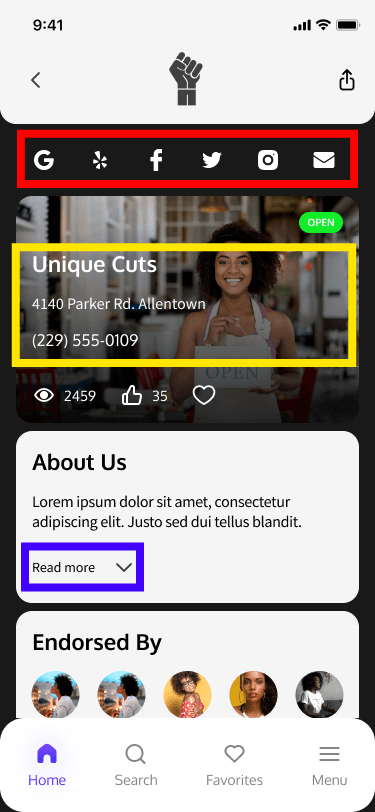 9:41
OPEN
Unique Cuts
4140 Parker Rd. Allentown
(229) 555-0109
OPEN
2459
35
About Us
Lorem ipsum dolor sit amet, consectetur
adipiscing elit. Justo sed dui tellus blandit.
Read more
Endorsed By
Home
Search
Favorites
Menu